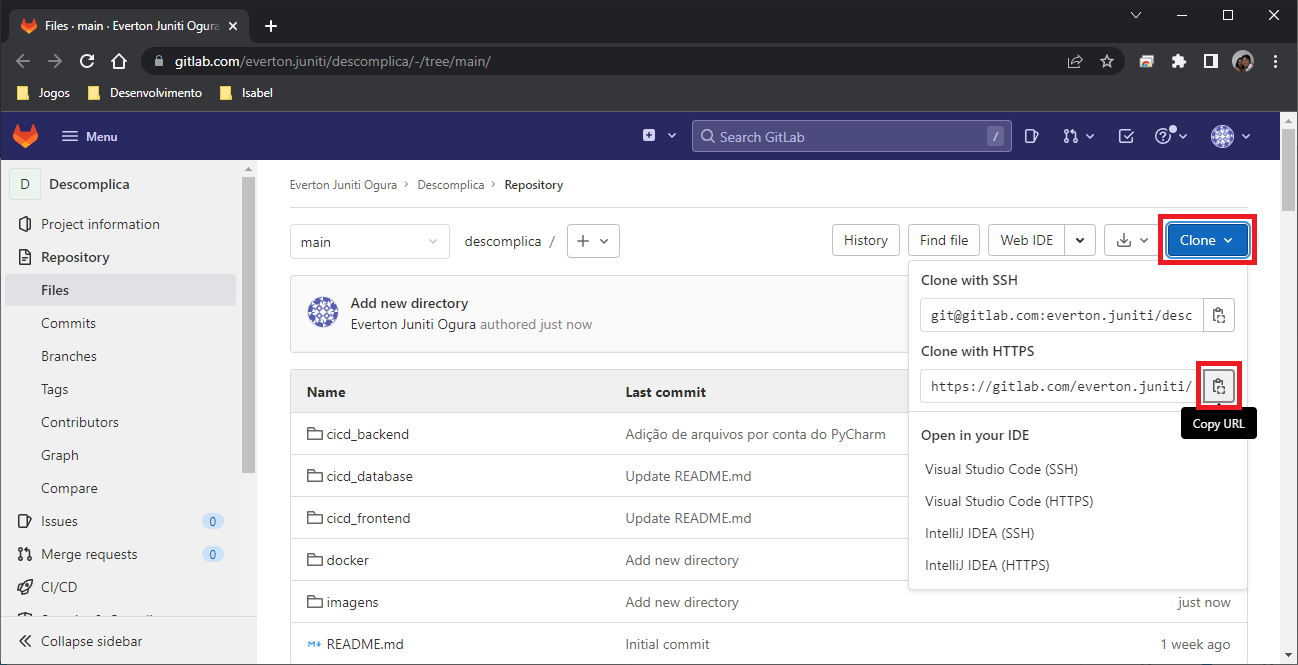 Files · main · Everton Juniti Ogura
gitlab.com/everton.juniti/descomplica/-/tree/main/
Jogos Desenvolvimento Isabel
Menu Search GitLab /
D Descomplica
Project information
Repository
Files
Commits
Branches
Tags
Contributors
Graph
Compare
Issues 0
Merge requests 0
CI/CD
Collapse sidebar
Everton Juniti Ogura > Descomplica > Repository
main descomplica / + History Find file Web IDE Clone
Add new directory
Everton Juniti Ogura authored just now
Clone with SSH
git@gitlab.com:everton.juniti/desc
Clone with HTTPS
https://gitlab.com/everton.juniti/
Copy URL
Open in your IDE
Visual Studio Code (SSH)
Visual Studio Code (HTTPS)
IntelliJ IDEA (SSH)
IntelliJ IDEA (HTTPS)
Name Last commit
cicd_backend Adição de arquivos por conta do PyCharm
cicd_database Update README.md
cicd_frontend Update README.md
docker Add new directory
imagens Add new directory just now
README.md Initial commit 1 week ago